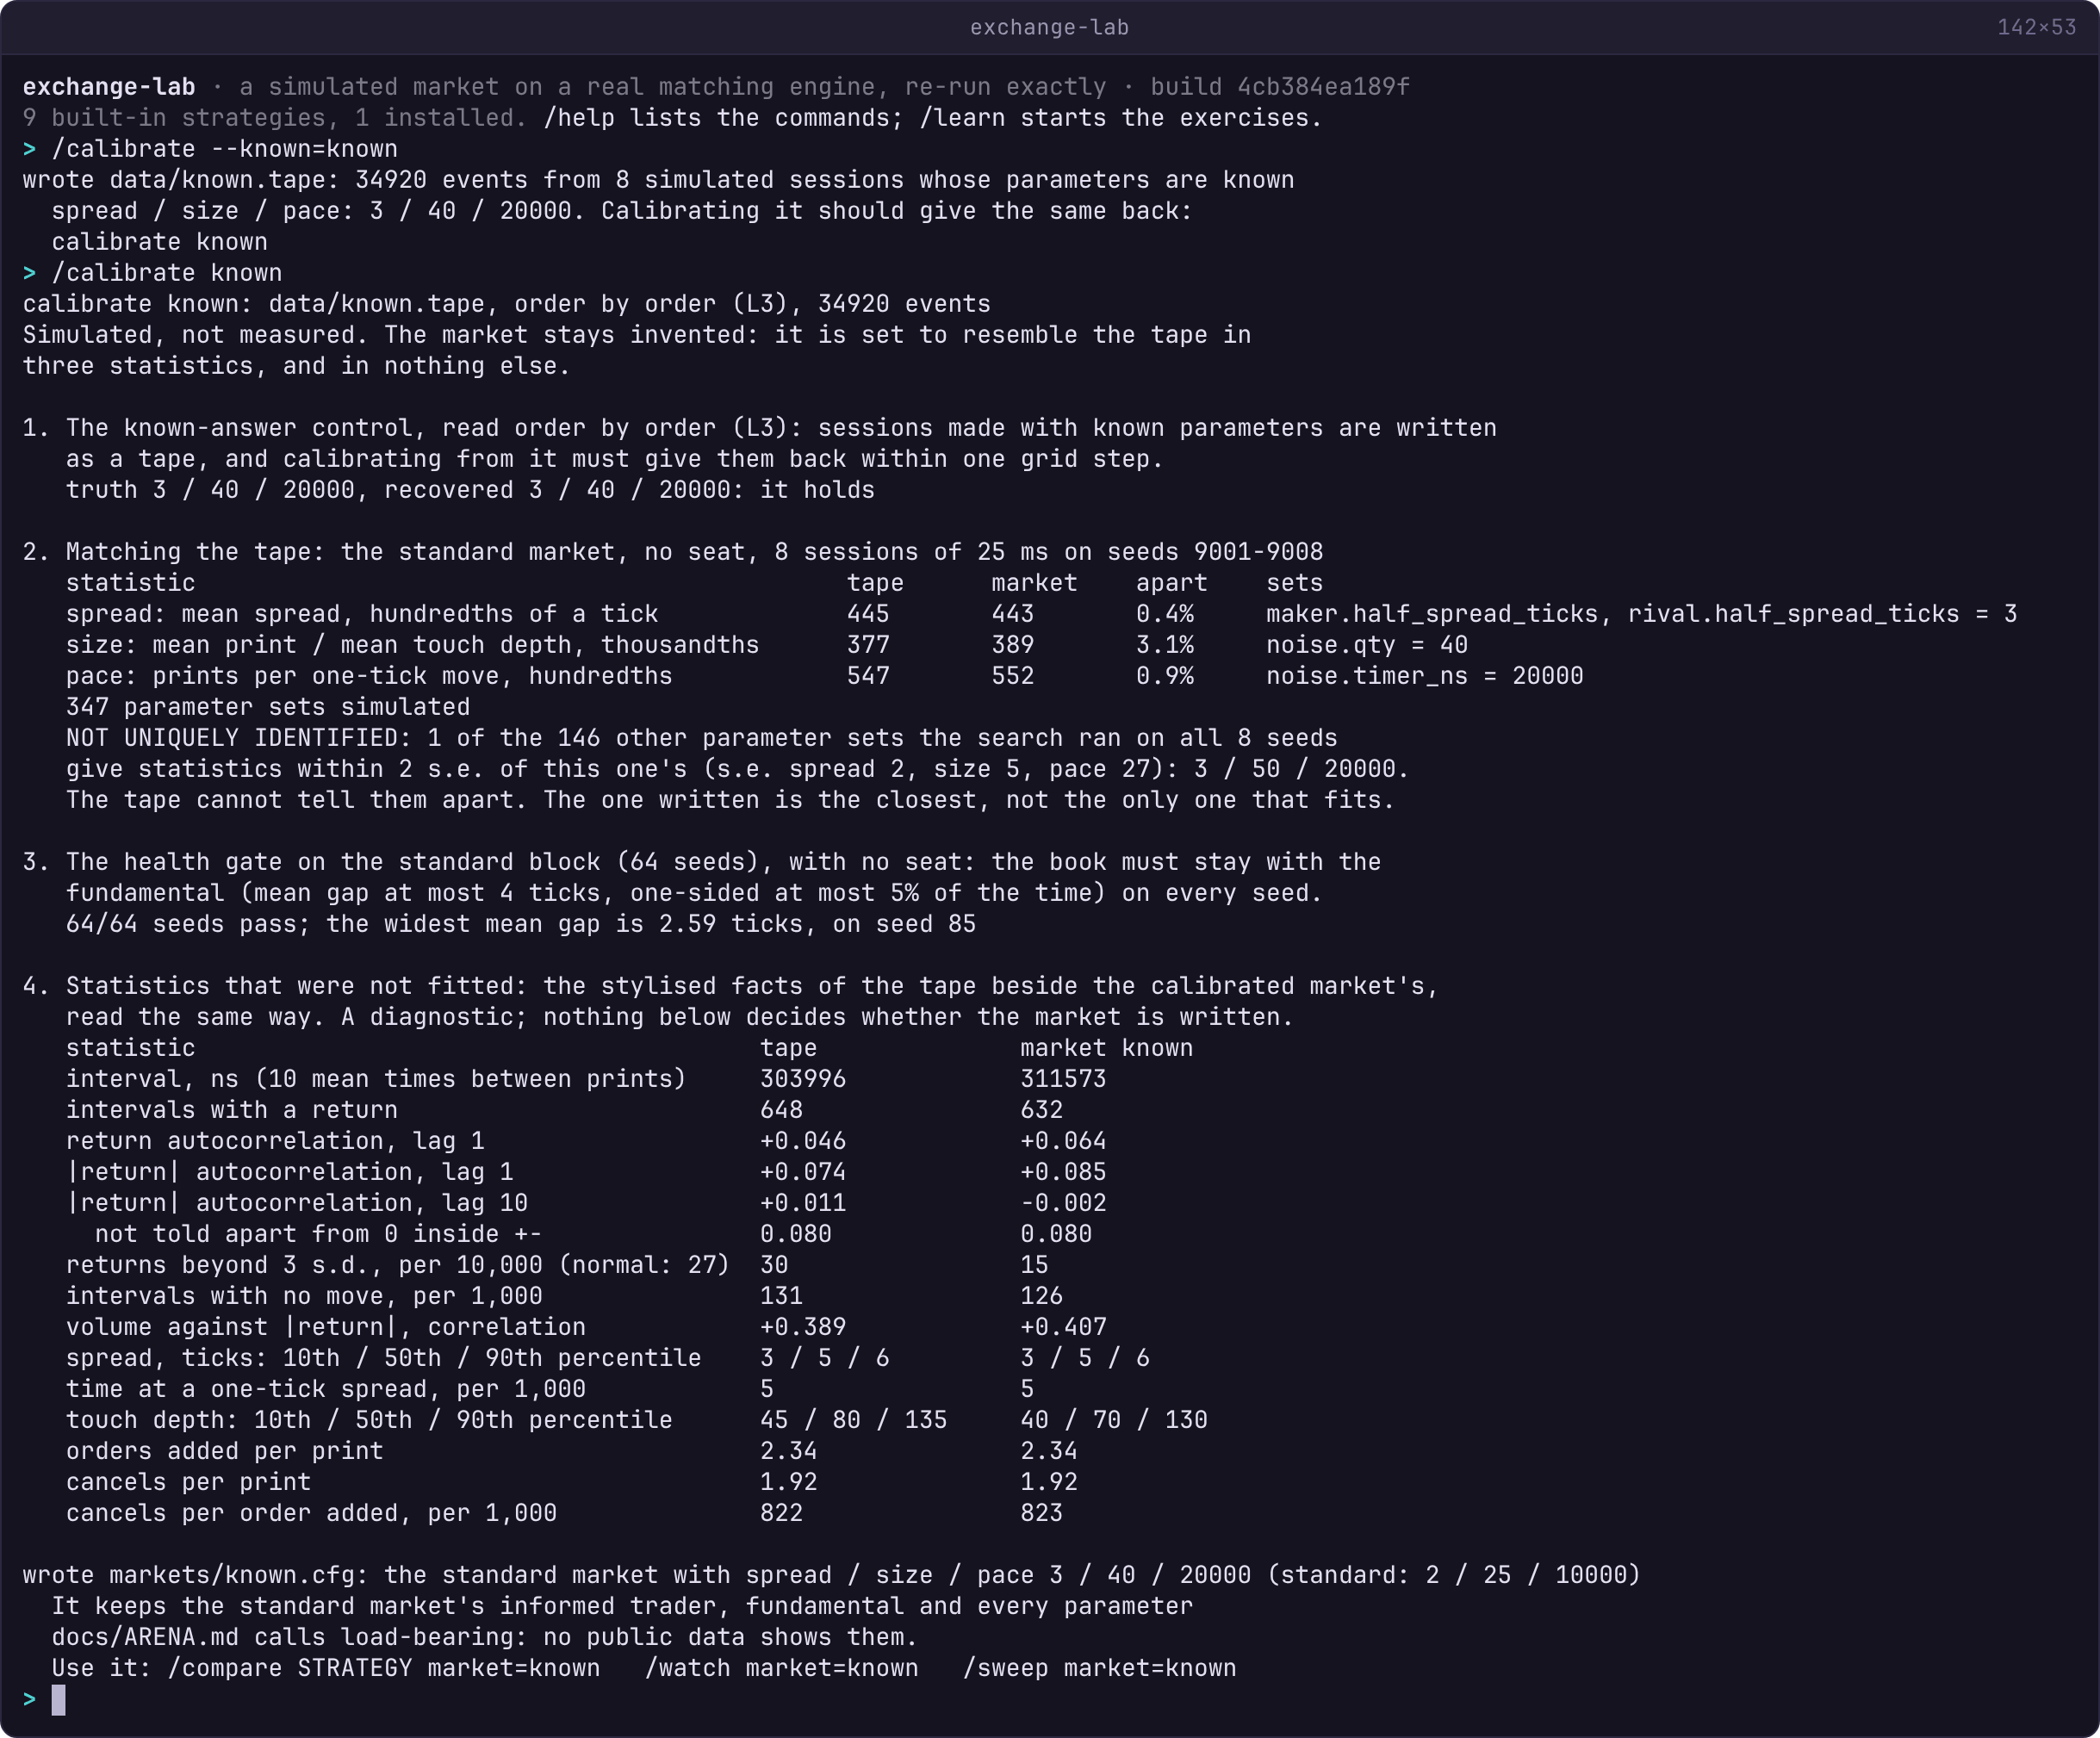 exchange-lab
142×53
exchange-lab · a simulated market on a real matching engine, re-run exactly · build 4cb384ea189f
9 built-in strategies, 1 installed. /help lists the commands; /learn starts the exercises.
> /calibrate --known=known
wrote data/known.tape: 34920 events from 8 simulated sessions whose parameters are known
  spread / size / pace: 3 / 40 / 20000. Calibrating it should give the same back:
  calibrate known
> /calibrate known
calibrate known: data/known.tape, order by order (L3), 34920 events
Simulated, not measured. The market stays invented: it is set to resemble the tape in
three statistics, and in nothing else.

1. The known-answer control, read order by order (L3): sessions made with known parameters are written
   as a tape, and calibrating from it must give them back within one grid step.
   truth 3 / 40 / 20000, recovered 3 / 40 / 20000: it holds

2. Matching the tape: the standard market, no seat, 8 sessions of 25 ms on seeds 9001-9008
   statistic                                             tape      market    apart    sets
   spread: mean spread, hundredths of a tick             445       443       0.4%     maker.half_spread_ticks, rival.half_spread_ticks = 3
   size: mean print / mean touch depth, thousandths      377       389       3.1%     noise.qty = 40
   pace: prints per one-tick move, hundredths            547       552       0.9%     noise.timer_ns = 20000
   347 parameter sets simulated
   NOT UNIQUELY IDENTIFIED: 1 of the 146 other parameter sets the search ran on all 8 seeds
   give statistics within 2 s.e. of this one's (s.e. spread 2, size 5, pace 27): 3 / 50 / 20000.
   The tape cannot tell them apart. The one written is the closest, not the only one that fits.

3. The health gate on the standard block (64 seeds), with no seat: the book must stay with the
   fundamental (mean gap at most 4 ticks, one-sided at most 5% of the time) on every seed.
   64/64 seeds pass; the widest mean gap is 2.59 ticks, on seed 85

4. Statistics that were not fitted: the stylised facts of the tape beside the calibrated market's,
   read the same way. A diagnostic; nothing below decides whether the market is written.
   statistic                                       tape              market known
   interval, ns (10 mean times between prints)     303996            311573
   intervals with a return                         648               632
   return autocorrelation, lag 1                   +0.046            +0.064
   |return| autocorrelation, lag 1                 +0.074            +0.085
   |return| autocorrelation, lag 10                +0.011            -0.002
     not told apart from 0 inside +-               0.080             0.080
   returns beyond 3 s.d., per 10,000 (normal: 27)  30                15
   intervals with no move, per 1,000               131               126
   volume against |return|, correlation            +0.389            +0.407
   spread, ticks: 10th / 50th / 90th percentile    3 / 5 / 6         3 / 5 / 6
   time at a one-tick spread, per 1,000            5                 5
   touch depth: 10th / 50th / 90th percentile      45 / 80 / 135     40 / 70 / 130
   orders added per print                          2.34              2.34
   cancels per print                               1.92              1.92
   cancels per order added, per 1,000              822               823

wrote markets/known.cfg: the standard market with spread / size / pace 3 / 40 / 20000 (standard: 2 / 25 / 10000)
  It keeps the standard market's informed trader, fundamental and every parameter
  docs/ARENA.md calls load-bearing: no public data shows them.
  Use it: /compare STRATEGY market=known   /watch market=known   /sweep market=known
>